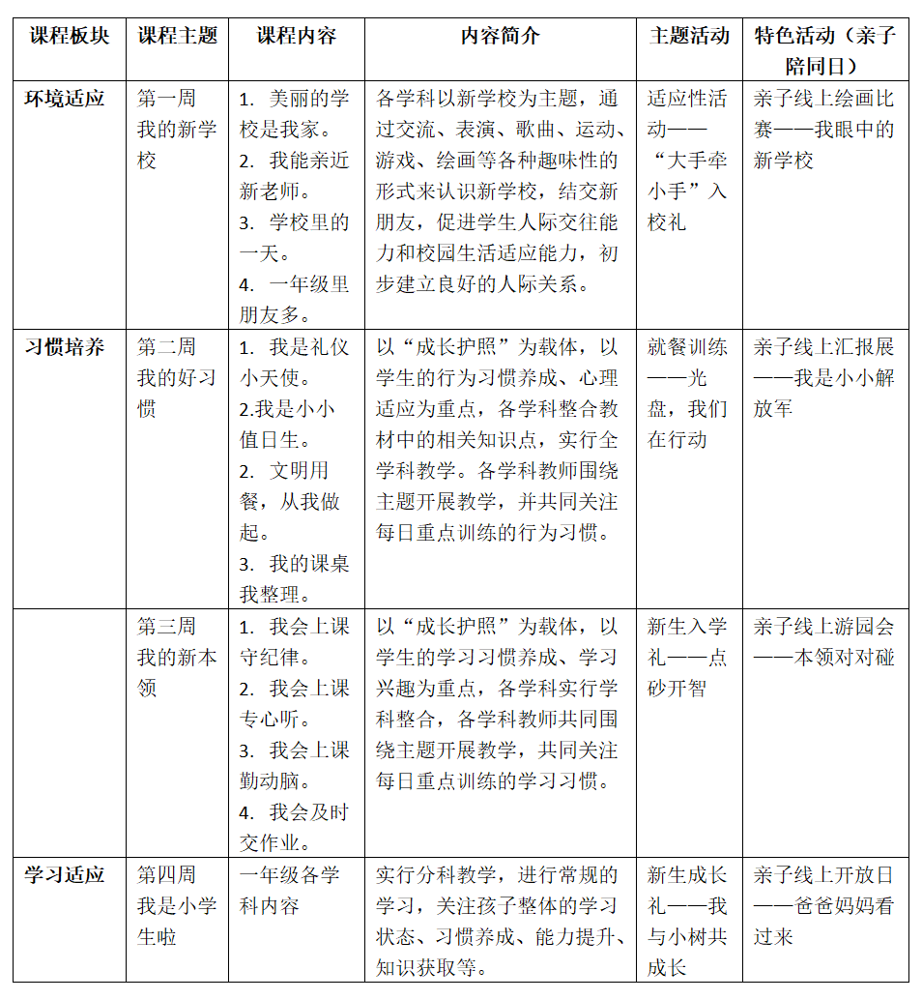 课程板块
课程主题
课程内容
内容简介
主题活动
特色活动（亲子
陪同日）
环境适应
第一周
我的新学
校
1. 美丽的学
校是我家。
2. 我能亲近
新老师。
3. 学校里的
一天。
4. 一年级里
朋友多。
各学科以新学校为主题，通
过交流、表演、歌曲、运动、
游戏、绘画等各种趣味性的
形式来认识新学校，结交新
朋友，促进学生人际交往能
力和校园生活适应能力，初
步建立良好的人际关系。
适应性活
动——
“大手牵
小手”入
校礼
亲子线上绘画比
赛——我眼中的
新学校
习惯培养
第二周
我的好习
惯
1. 我是礼仪
小天使。
2.我是小小
值日生。
2. 文明用
餐，从我做
起。
3. 我的课桌
我整理。
以“成长护照”为载体，以
学生的行为习惯养成、心理
适应为重点，各学科整合教
材中的相关知识点，实行全
学科教学。各学科教师围绕
主题开展教学，并共同关注
每日重点训练的行为习惯。
就餐训练
——光
盘，我们
在行动
亲子线上汇报展
——我是小小解
放军
第三周
我的新本
领
1. 我会上课
守纪律。
2. 我会上课
专心听。
3. 我会上课
勤动脑。
4. 我会及时
交作业。
以“成长护照”为载体，以
学生的学习习惯养成、学习
兴趣为重点，各学科实行学
科整合，各学科教师共同围
绕主题开展教学，共同关注
每日重点训练的学习习惯。
新生入学
礼——点
砂开智
亲子线上游园会
——本领对对碰
学习适应
第四周
我是小学
生啦
一年级各学
科内容
实行分科教学，进行常规的
学习，关注孩子整体的学习
状态、习惯养成、能力提升、
知识获取等。
新生成长
礼——我
与小树共
成长
亲子线上开放日
——爸爸妈妈看
过来